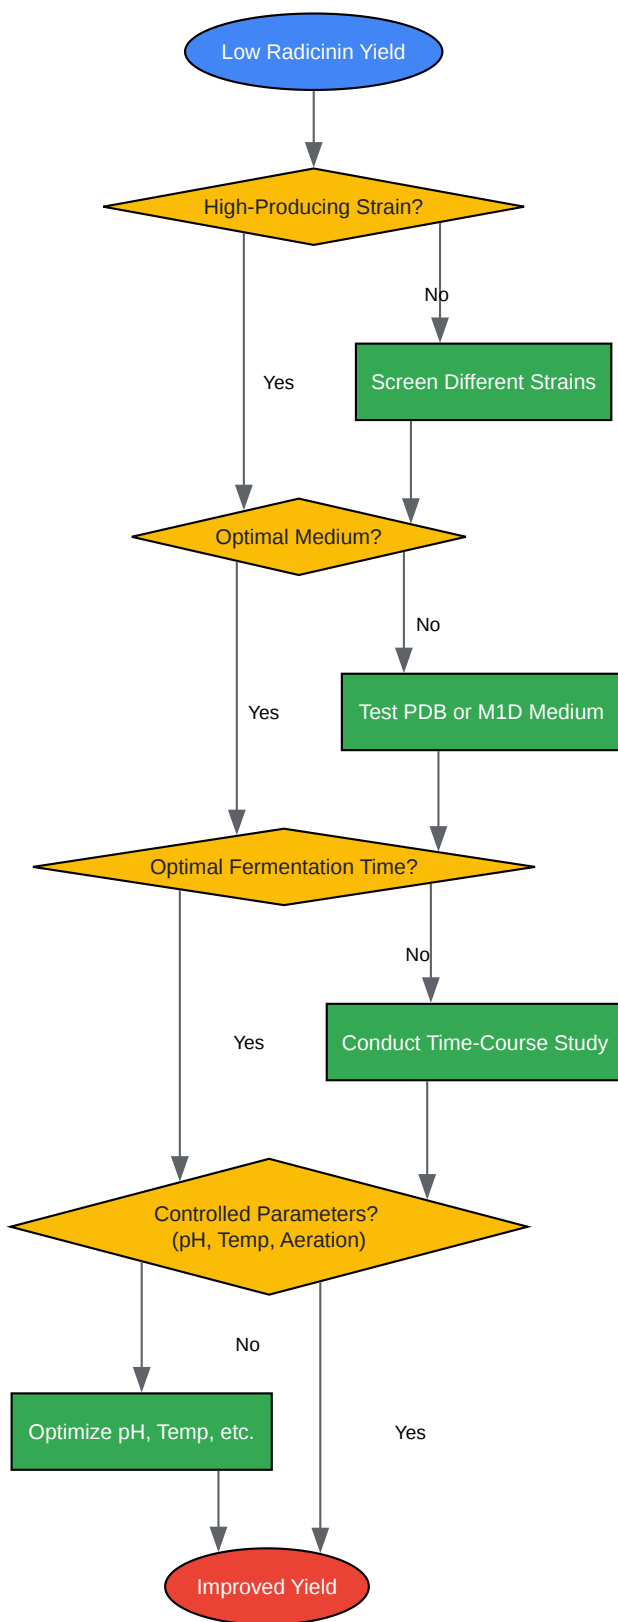 Low Radicinin Yield
High-Producing Strain?
No
Yes
Screen Different Strains
Optimal Medium?
No
Yes
Test PDB or M1D Medium
Optimal Fermentation Time?
No
Yes
Conduct Time-Course Study
Controlled Parameters?
(pH, Temp, Aeration)
No
Optimize pH, Temp, etc.
Yes
Improved Yield